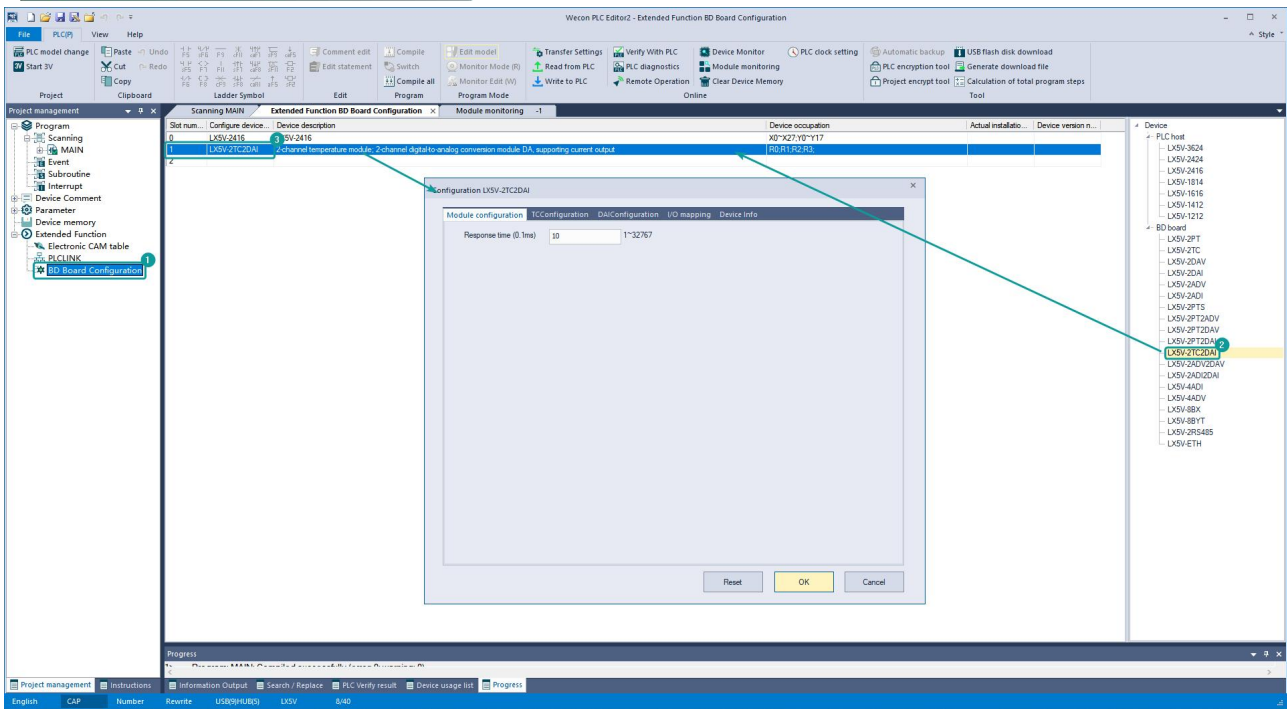 Wecon PLC Editor2 - Extended Function BD Board Configuration
File PLC(P) View Help
Style
PLC model change Paste Undo Comment edit Compile Edit model Transfer Settings Verify With PLC Device Monitor PLC clock setting Automatic backup USB flash disk download
Start 3V Cut Redo Edit statement Switch Monitor Mode (R) Read from PLC PLC diagnostics Module monitoring PLC encryption tool Generate download file
Copy Compile all Monitor Edit (W) Write to PLC Remote Operation Clear Device Memory Project encrypt tool Calculation of total program steps
Project Clipboard Ladder Symbol Edit Program Program Mode Online Tool
Project management
Program
Scanning
MAIN
Event
Subroutine
Interrupt
Device Comment
Parameter
Device memory
Extended Function
Electronic CAM table
PLCLINK
BD Board Configuration
1
Scanning MAIN Extended Function BD Board Configuration × Module monitoring -1
Slot num... Configure device... Device description Device occupation Actual installatio... Device version n...
0 LX5V-2416 X0~X27;Y0~Y17
1 LX5V-2TC2DAI 3 2-channel temperature module; 2-channel digital-to-analog conversion module DA, supporting current output R0;R1;R2;R3;
2
Configuration LX5V-2TC2DAI
Module configuration TCConfiguration DAIConfiguration I/O mapping Device Info
Response time (0.1ms) 10 1~32767
Reset OK Cancel
Device
PLC host
LX5V-3624
LX5V-2424
LX5V-2416
LX5V-1814
LX5V-1616
LX5V-1412
LX5V-1212
BD board
LX5V-2PT
LX5V-2TC
LX5V-2DAV
LX5V-2DAI
LX5V-2ADV
LX5V-2ADI
LX5V-2PTS
LX5V-2PT2ADV
LX5V-2PT2DAV
LX5V-2PT2DAI
LX5V-2TC2DAI 2
LX5V-2ADV2DAV
LX5V-2ADI2DAI
LX5V-4ADI
LX5V-4ADV
LX5V-8BX
LX5V-8BYT
LX5V-2RS485
LX5V-ETH
Progress
Project management Instructions Information Output Search / Replace PLC Verify result Device usage list Progress
English CAP Number Rewrite USB(9)HUB(5) LX5V 8/40